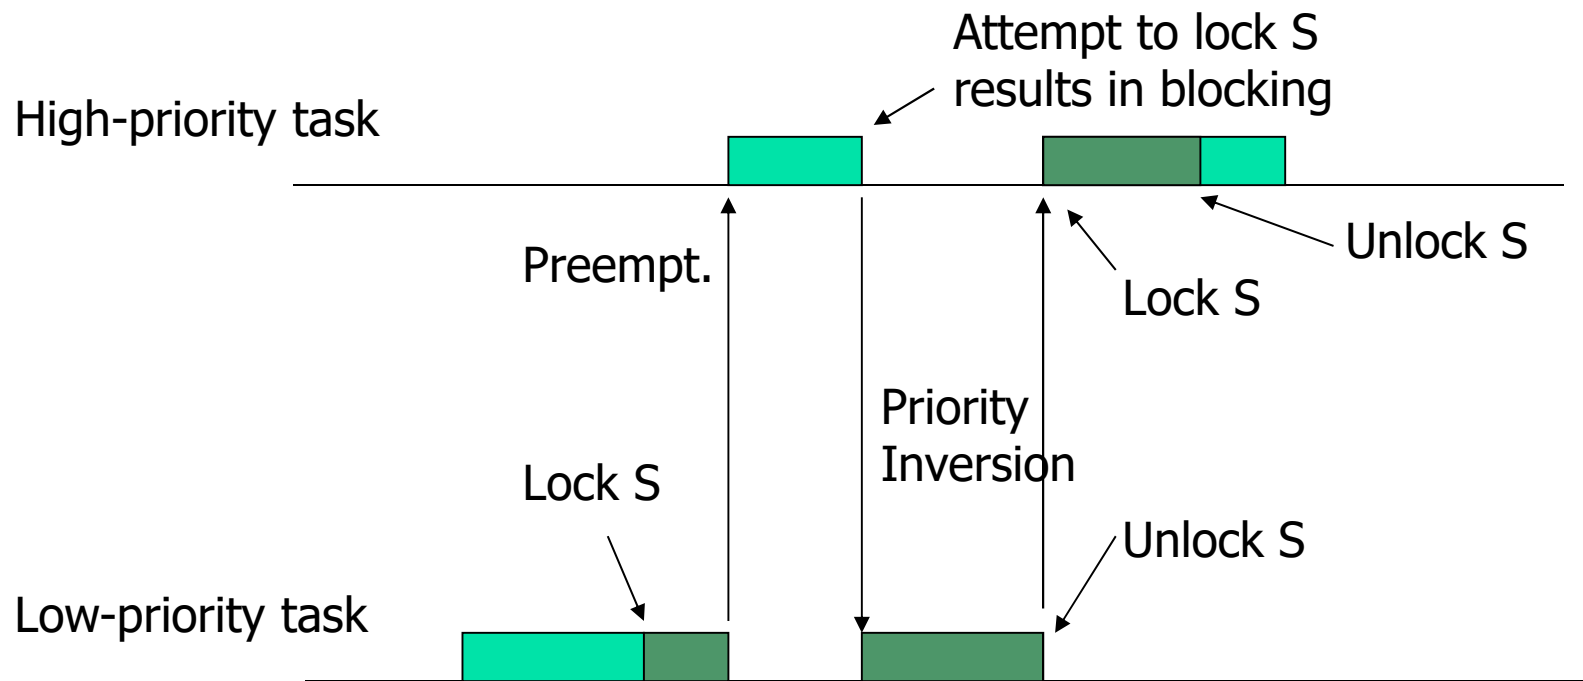 Attempt to lock S
results in blocking
High-priority task
Unlock S
Preempt.
Lock S
Priority
Inversion
Lock S
Unlock S
Low-priority task